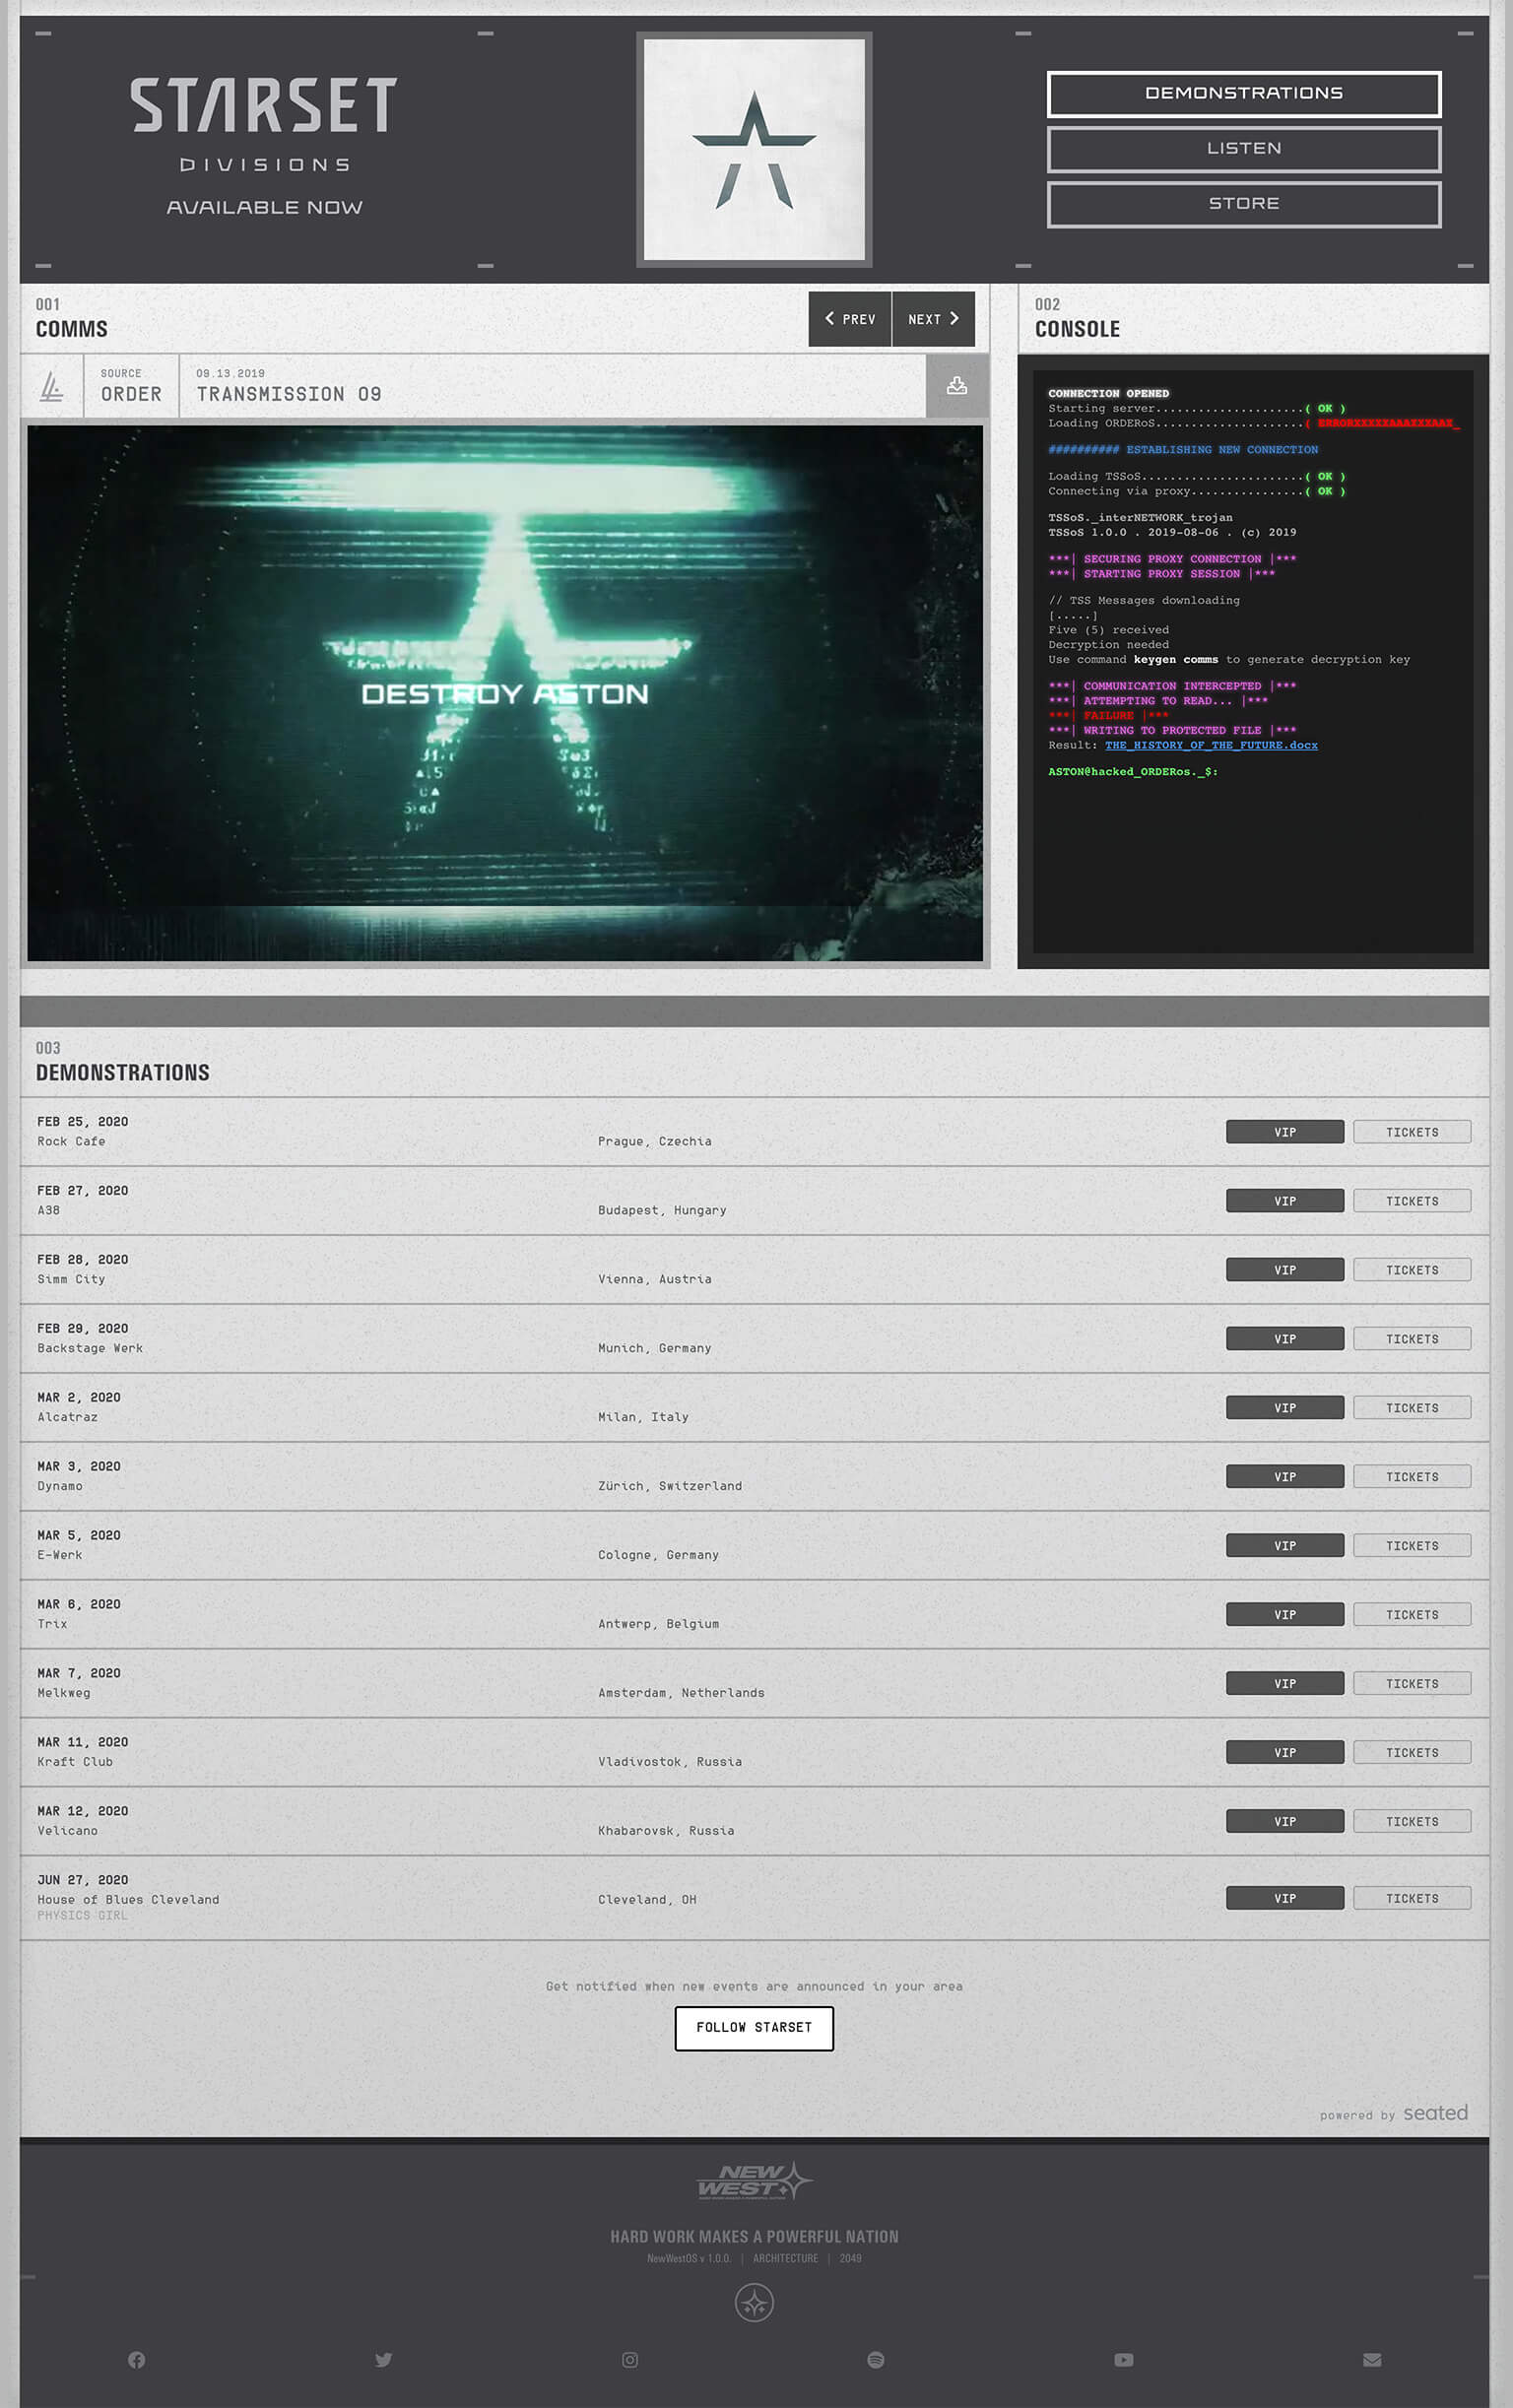 STARSET
DIVISIONS
AVAILABLE NOW
DEMONSTRATIONS
LISTEN
STORE
001
COMMS
PREV
NEXT
SOURCE
ORDER
09.13.2019
TRANSMISSION 09
DESTROY ASTON
002
CONSOLE
CONNECTION OPENED
Starting server.....................( OK )
Loading ORDERoS.....................(
########## ESTABLISHING NEW CONNECTION
Loading TSSoS.......................( OK )
Connecting via proxy................( OK )
TSSoS._interNETWORK_trojan
TSSoS 1.0.0 . 2019-08-06 . (c) 2019
***| SECURING PROXY CONNECTION |***
***| STARTING PROXY SESSION |***
// TSS Messages downloading
[.....]
Five (5) received
Decryption needed
Use command keygen comms to generate decryption key
***| COMMUNICATION INTERCEPTED |***
***| ATTEMPTING TO READ... |***
***| FAILURE |***
***| WRITING TO PROTECTED FILE |***
Result: THE_HISTORY_OF_THE_FUTURE.docx
ASTON@hacked_ORDERos._$:
003
DEMONSTRATIONS
FEB 25, 2020
Rock Cafe Prague, Czechia VIP TICKETS
FEB 27, 2020
A38 Budapest, Hungary VIP TICKETS
FEB 28, 2020
Simm City Vienna, Austria VIP TICKETS
FEB 29, 2020
Backstage Werk Munich, Germany VIP TICKETS
MAR 2, 2020
Alcatraz Milan, Italy VIP TICKETS
MAR 3, 2020
Dynamo Zürich, Switzerland VIP TICKETS
MAR 5, 2020
E-Werk Cologne, Germany VIP TICKETS
MAR 6, 2020
Trix Antwerp, Belgium VIP TICKETS
MAR 7, 2020
Melkweg Amsterdam, Netherlands VIP TICKETS
MAR 11, 2020
Kraft Club Vladivostok, Russia VIP TICKETS
MAR 12, 2020
Velicano Khabarovsk, Russia VIP TICKETS
JUN 27, 2020
House of Blues Cleveland Cleveland, OH VIP TICKETS
PHYSICS GIRL
Get notified when new events are announced in your area
FOLLOW STARSET
powered by seated
NEW
WEST
HARD WORK MAKES A POWERFUL NATION
NewWestOS v 1.0.0. | ARCHITECTURE | 2049